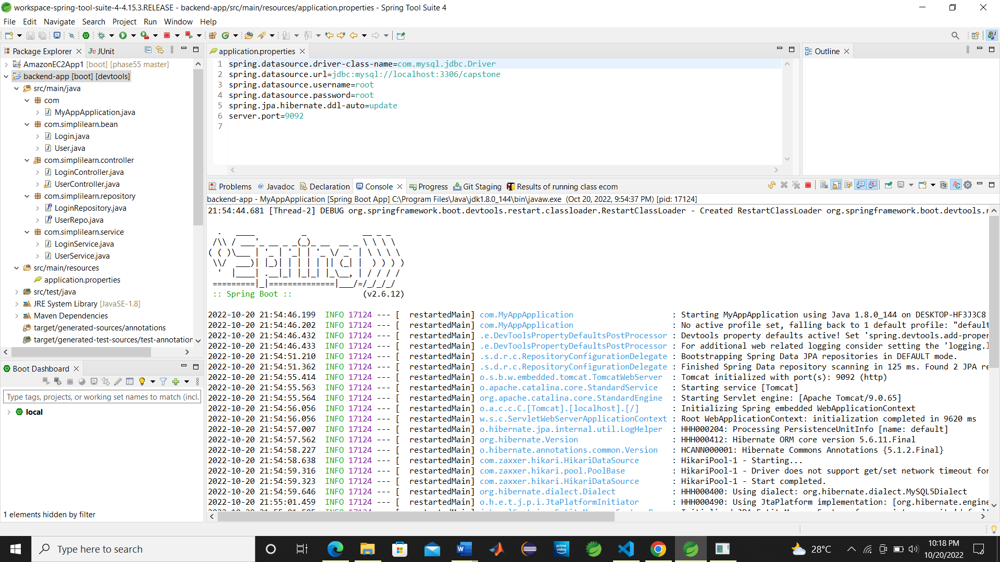 workspace-spring-tool-suite-4-4.15.3.RELEASE - backend-app/src/main/resources/application.properties - Spring Tool Suite 4
File Edit Navigate Search Project Run Window Help
Package Explorer
JUnit
AmazonEC2App1 [boot] [phase55 master]
backend-app [boot] [devtools]
src/main/java
com
MyAppApplication.java
com.simplilearn.bean
Login.java
User.java
com.simplilearn.controller
LoginController.java
UserController.java
com.simplilearn.repository
LoginRepository.java
UserRepo.java
com.simplilearn.service
LoginService.java
UserService.java
src/main/resources
application.properties
src/test/java
JRE System Library [JavaSE-1.8]
Maven Dependencies
target/generated-sources/annotations
target/generated-test-sources/test-annotation
Boot Dashboard
Type tags, projects, or working set names to match (incl.
local
1 elements hidden by filter
application.properties
1 spring.datasource.driver-class-name=com.mysql.jdbc.Driver
2 spring.datasource.url=jdbc:mysql://localhost:3306/capstone
3 spring.datasource.username=root
4 spring.datasource.password=root
5 spring.jpa.hibernate.ddl-auto=update
6 server.port=9092
7
Outline
Problems Javadoc Declaration Console Progress Git Staging Results of running class ecom
backend-app - MyAppApplication [Spring Boot App] C:\Program Files\Java\jdk1.8.0_144\bin\javaw.exe (Oct 20, 2022, 9:54:37 PM) [pid: 17124]
21:54:44.681 [Thread-2] DEBUG org.springframework.boot.devtools.restart.classloader.RestartClassLoader - Created RestartClassLoader org.springframework.boot.devtools.r
Spring
:: Spring Boot :: (v2.6.12)
2022-10-20 21:54:46.199 INFO 17124 --- [ restartedMain] com.MyAppApplication : Starting MyAppApplication using Java 1.8.0_144 on DESKTOP-HF3J3C8
2022-10-20 21:54:46.202 INFO 17124 --- [ restartedMain] com.MyAppApplication : No active profile set, falling back to 1 default profile: "default
2022-10-20 21:54:46.432 INFO 17124 --- [ restartedMain] .e.DevToolsPropertyDefaultsPostProcessor : Devtools property defaults active! Set 'spring.devtools.add-proper
2022-10-20 21:54:46.433 INFO 17124 --- [ restartedMain] .e.DevToolsPropertyDefaultsPostProcessor : For additional web related logging consider setting the 'logging.l
2022-10-20 21:54:51.210 INFO 17124 --- [ restartedMain] .s.d.r.c.RepositoryConfigurationDelegate : Bootstrapping Spring Data JPA repositories in DEFAULT mode.
2022-10-20 21:54:51.362 INFO 17124 --- [ restartedMain] .s.d.r.c.RepositoryConfigurationDelegate : Finished Spring Data repository scanning in 125 ms. Found 2 JPA re
2022-10-20 21:54:55.414 INFO 17124 --- [ restartedMain] o.s.b.w.embedded.tomcat.TomcatWebServer : Tomcat initialized with port(s): 9092 (http)
2022-10-20 21:54:55.563 INFO 17124 --- [ restartedMain] o.apache.catalina.core.StandardService : Starting service [Tomcat]
2022-10-20 21:54:55.564 INFO 17124 --- [ restartedMain] org.apache.catalina.core.StandardEngine : Starting Servlet engine: [Apache Tomcat/9.0.65]
2022-10-20 21:54:56.056 INFO 17124 --- [ restartedMain] o.a.c.c.C.[Tomcat].[localhost].[/] : Initializing Spring embedded WebApplicationContext
2022-10-20 21:54:56.056 INFO 17124 --- [ restartedMain] w.s.c.ServletWebServerApplicationContext : Root WebApplicationContext: initialization completed in 9620 ms
2022-10-20 21:54:57.007 INFO 17124 --- [ restartedMain] o.hibernate.jpa.internal.util.LogHelper : HHH000204: Processing PersistenceUnitInfo [name: default]
2022-10-20 21:54:57.562 INFO 17124 --- [ restartedMain] org.hibernate.Version : HHH000412: Hibernate ORM core version 5.6.11.Final
2022-10-20 21:54:58.227 INFO 17124 --- [ restartedMain] o.hibernate.annotations.common.Version : HCANN000001: Hibernate Commons Annotations {5.1.2.Final}
2022-10-20 21:54:58.638 INFO 17124 --- [ restartedMain] com.zaxxer.hikari.HikariDataSource : HikariPool-1 - Starting...
2022-10-20 21:54:59.316 INFO 17124 --- [ restartedMain] com.zaxxer.hikari.pool.PoolBase : HikariPool-1 - Driver does not support get/set network timeout for
2022-10-20 21:54:59.323 INFO 17124 --- [ restartedMain] com.zaxxer.hikari.HikariDataSource : HikariPool-1 - Start completed.
2022-10-20 21:54:59.646 INFO 17124 --- [ restartedMain] org.hibernate.dialect.Dialect : HHH000400: Using dialect: org.hibernate.dialect.MySQL5Dialect
2022-10-20 21:55:01.459 INFO 17124 --- [ restartedMain] o.h.e.t.j.p.i.JtaPlatformInitiator : HHH000490: Using JtaPlatform implementation: [org.hibernate.engine
Type here to search
prime video
28°C
10:18 PM
10/20/2022